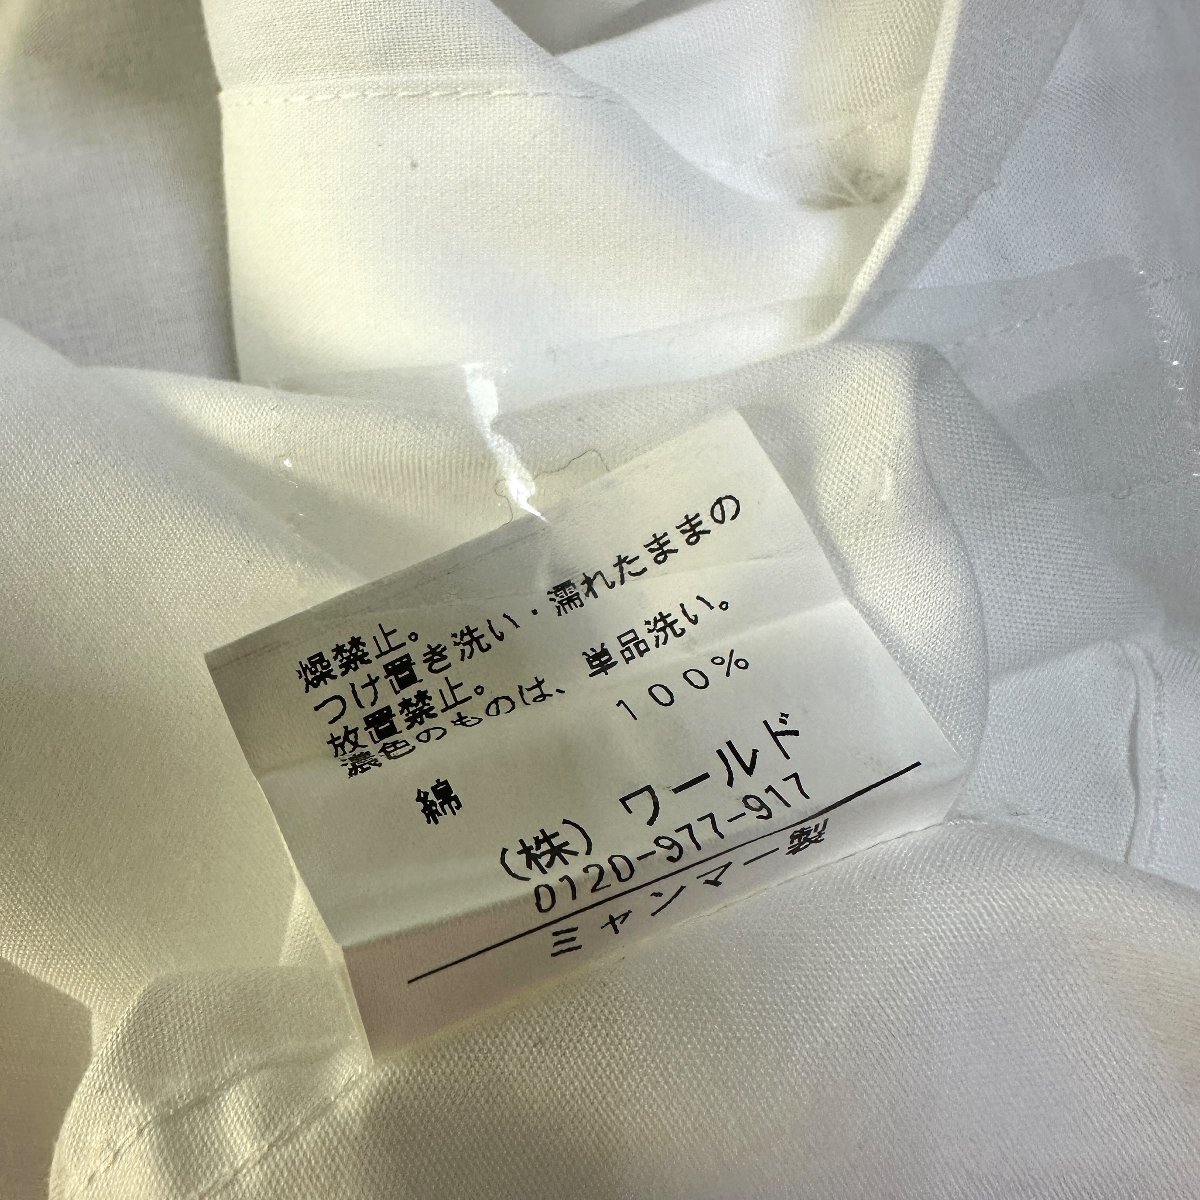 燥禁止。
つけ置き洗い・濡れたままの
放置禁止。
濃色のものは、単品洗い。
綿 100%
(株) ワールド
0120-977-917
ミャンマー製